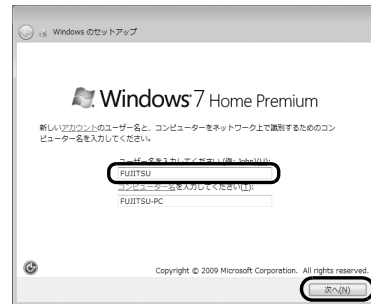 Windows のセットアップ
Windows 7 Home Premium
新しいアカウントのユーザー名と、コンピューターをネットワーク上で識別するためのコン
ピューター名を入力してください。
ユーザー名を入力してください(例: John)(U):
FUJITSU
コンピューター名を入力してください(T):
FUJITSU-PC
Copyright © 2009 Microsoft Corporation. All rights reserved.
次へ(N)